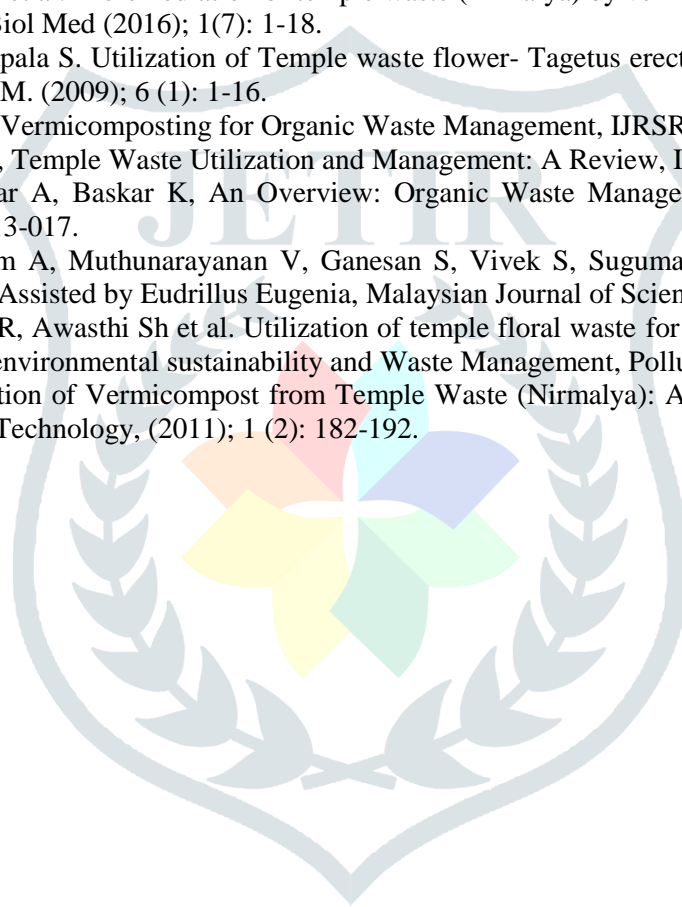 Biol Med (2016); 1(7): 1-18.
pala S. Utilization of Temple waste flower- Tagetus erect
M. (2009); 6 (1): 1-16.
Vermicomposting for Organic Waste Management, IJRSR
, Temple Waste Utilization and Management: A Review, I
ar A, Baskar K, An Overview: Organic Waste Manage
13-017.
m A, Muthunarayanan V, Ganesan S, Vivek S, Suguma
Assisted by Eudrillus Eugenia, Malaysian Journal of Scien
R, Awasthi Sh et al. Utilization of temple floral waste for
environmental sustainability and Waste Management, Pollu
tion of Vermicompost from Temple Waste (Nirmalya): A
Technology, (2011); 1 (2): 182-192.
JETIR